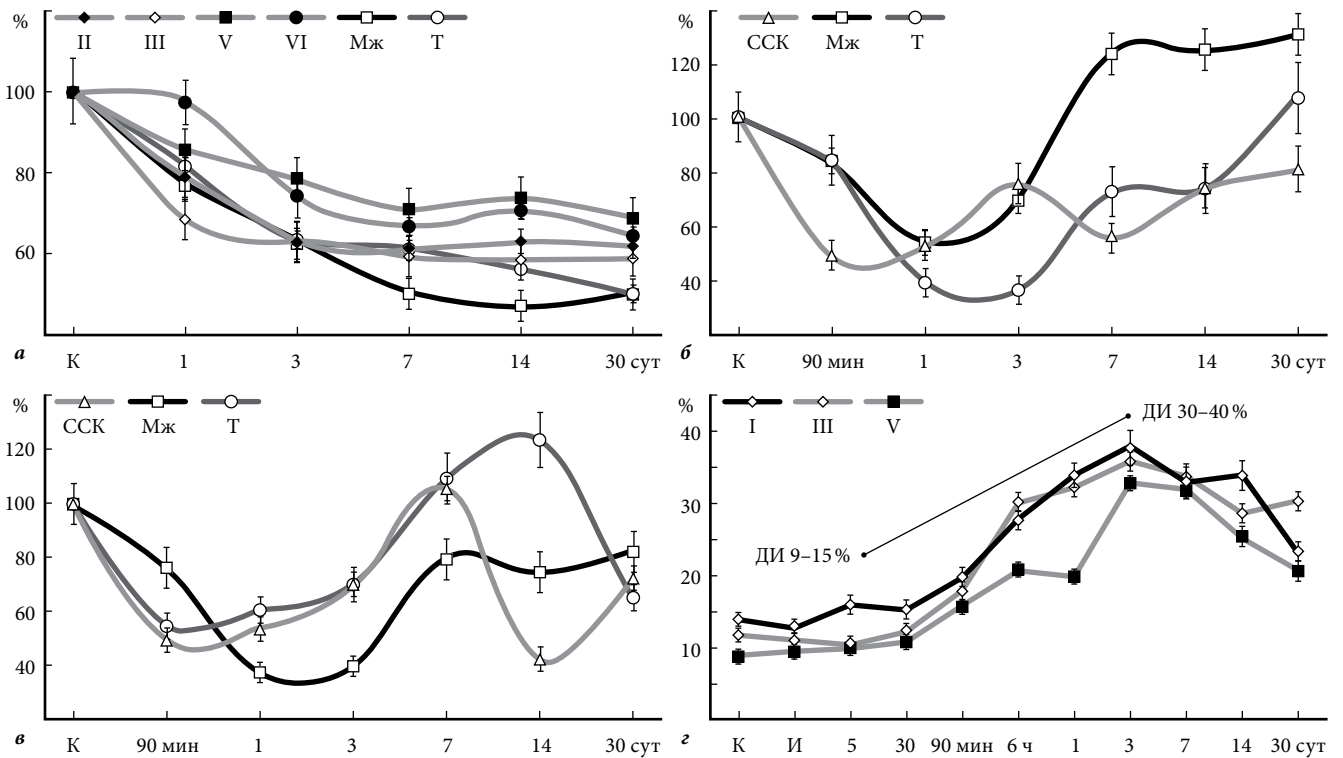 %
II III V VI Мж Т
100
80
60
а
К 1 3 7 14 30 сут
%
ССК Мж Т
120
100
80
60
40
б
К 90 мин 1 3 7 14 30 сут
%
ССК Мж Т
120
100
80
60
40
в
К 90 мин 1 3 7 14 30 сут
%
I III V
ДИ 30–40 %
ДИ 9–15 %
40
30
20
10
г
К И 5 30 90 мин 6 ч 1 3 7 14 30 сут